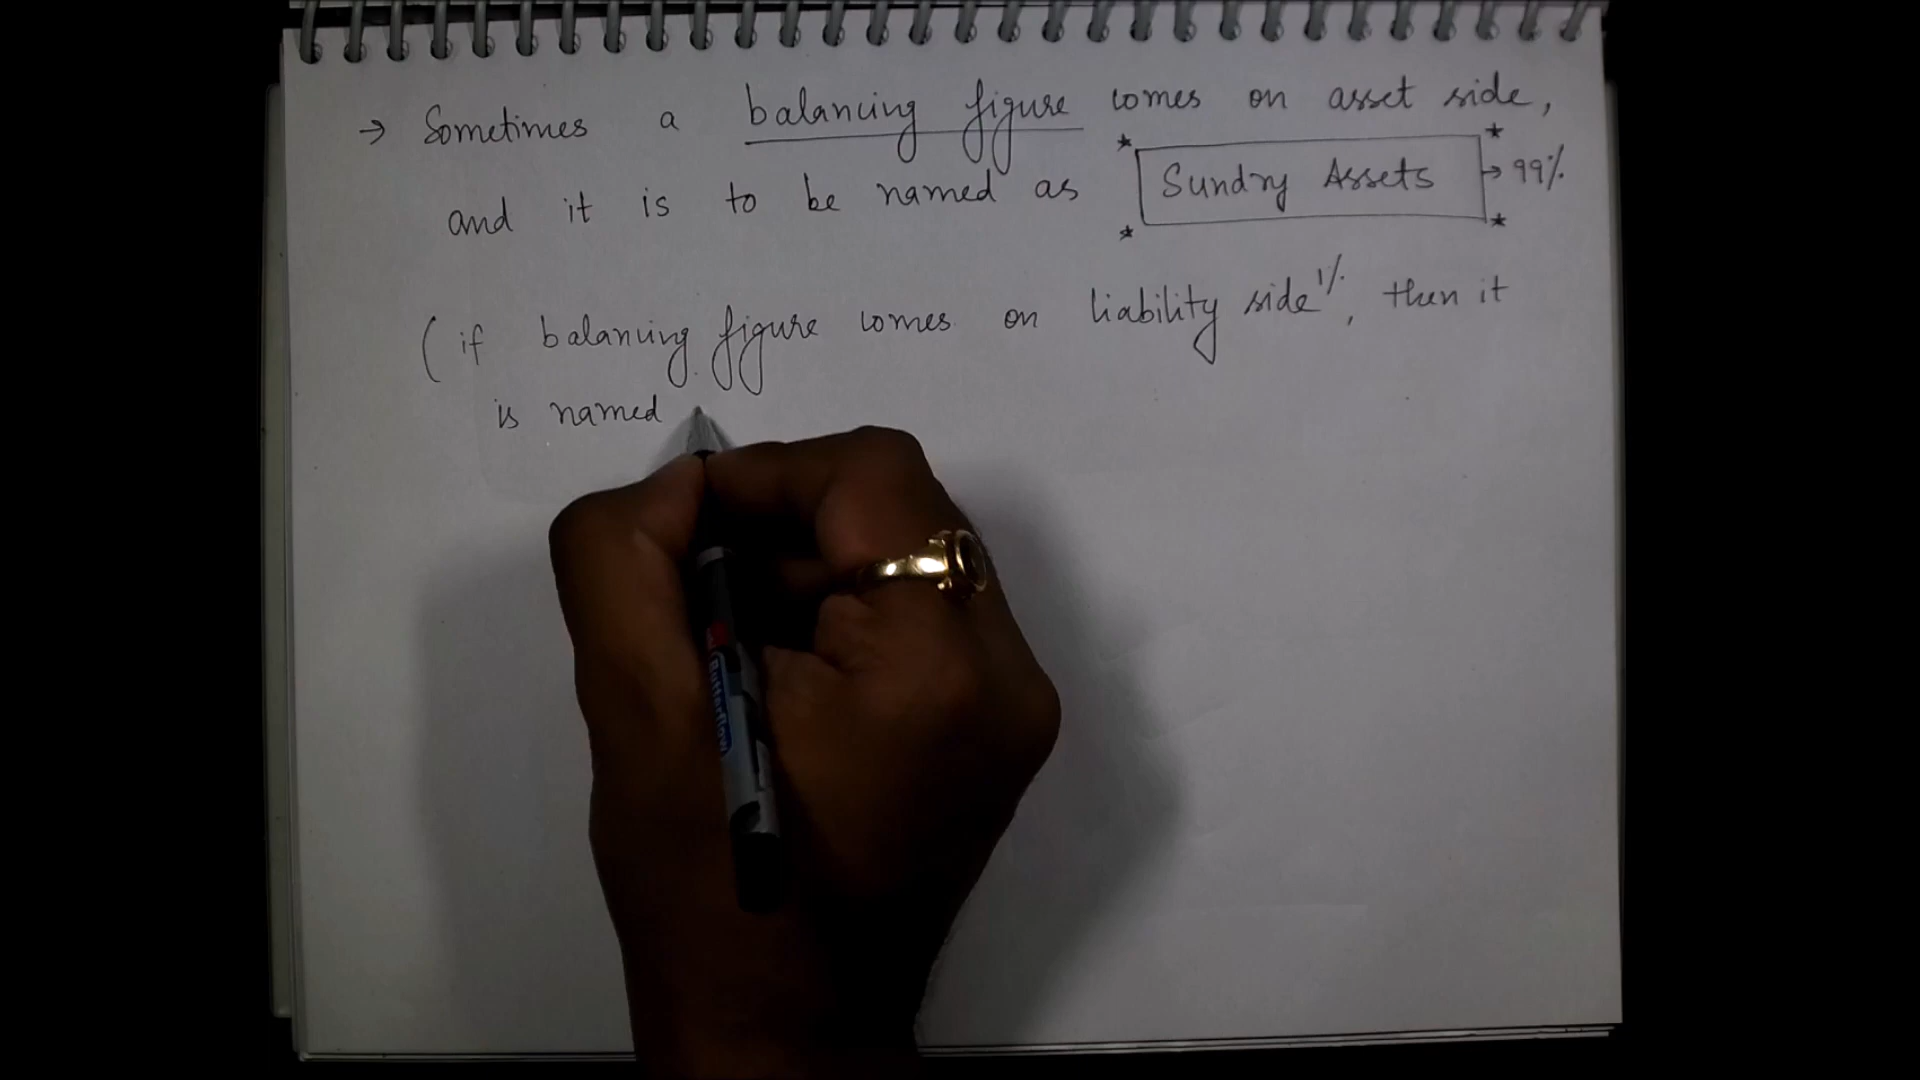 → Sometimes a balancing figure comes on asset side,
and it is to be named as Sundry Assets → 99%
(if balancing figure comes on liability side 1%, then it
is named
Butterflow